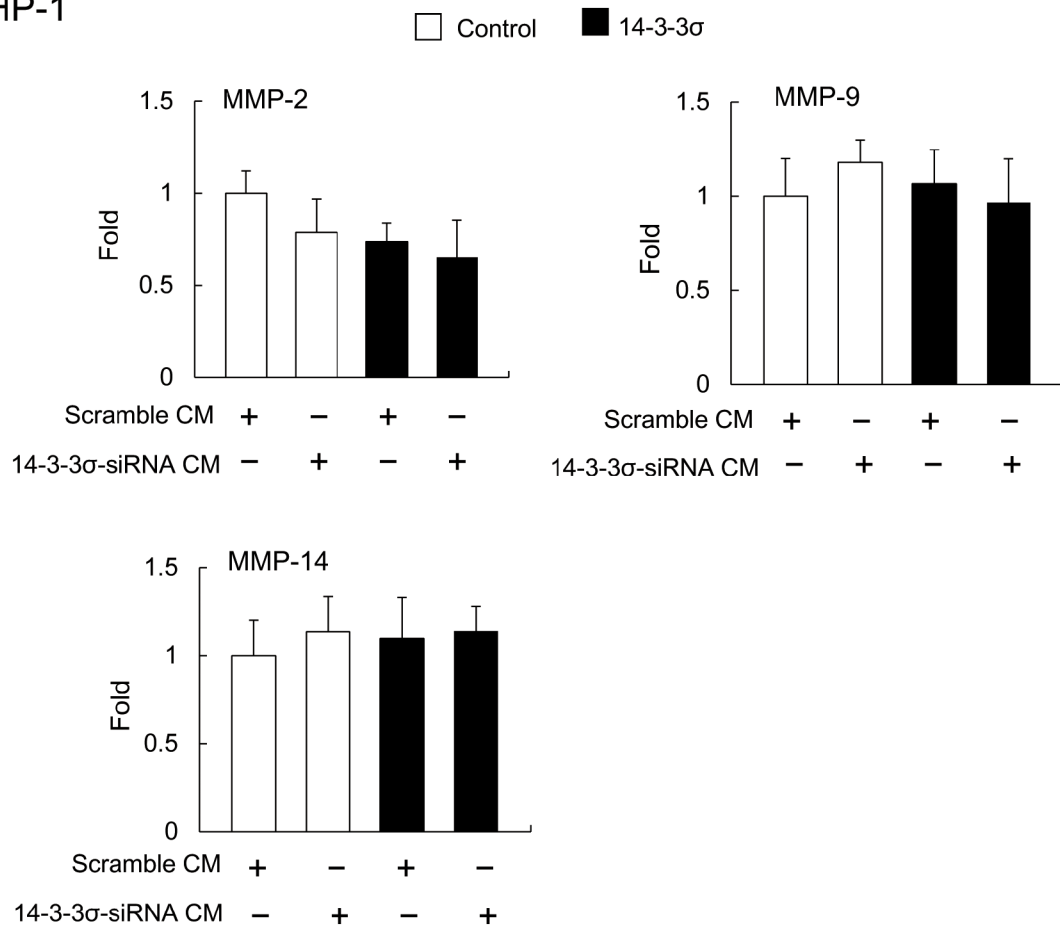 HP-1
Control 14-3-3σ
MMP-2
1.5
1
0.5
0
Fold
Scramble CM + − + −
14-3-3σ-siRNA CM − + − +
MMP-9
1.5
1
0.5
0
Fold
Scramble CM + − + −
14-3-3σ-siRNA CM − + − +
MMP-14
1.5
1
0.5
0
Fold
Scramble CM + − + −
14-3-3σ-siRNA CM − + − +